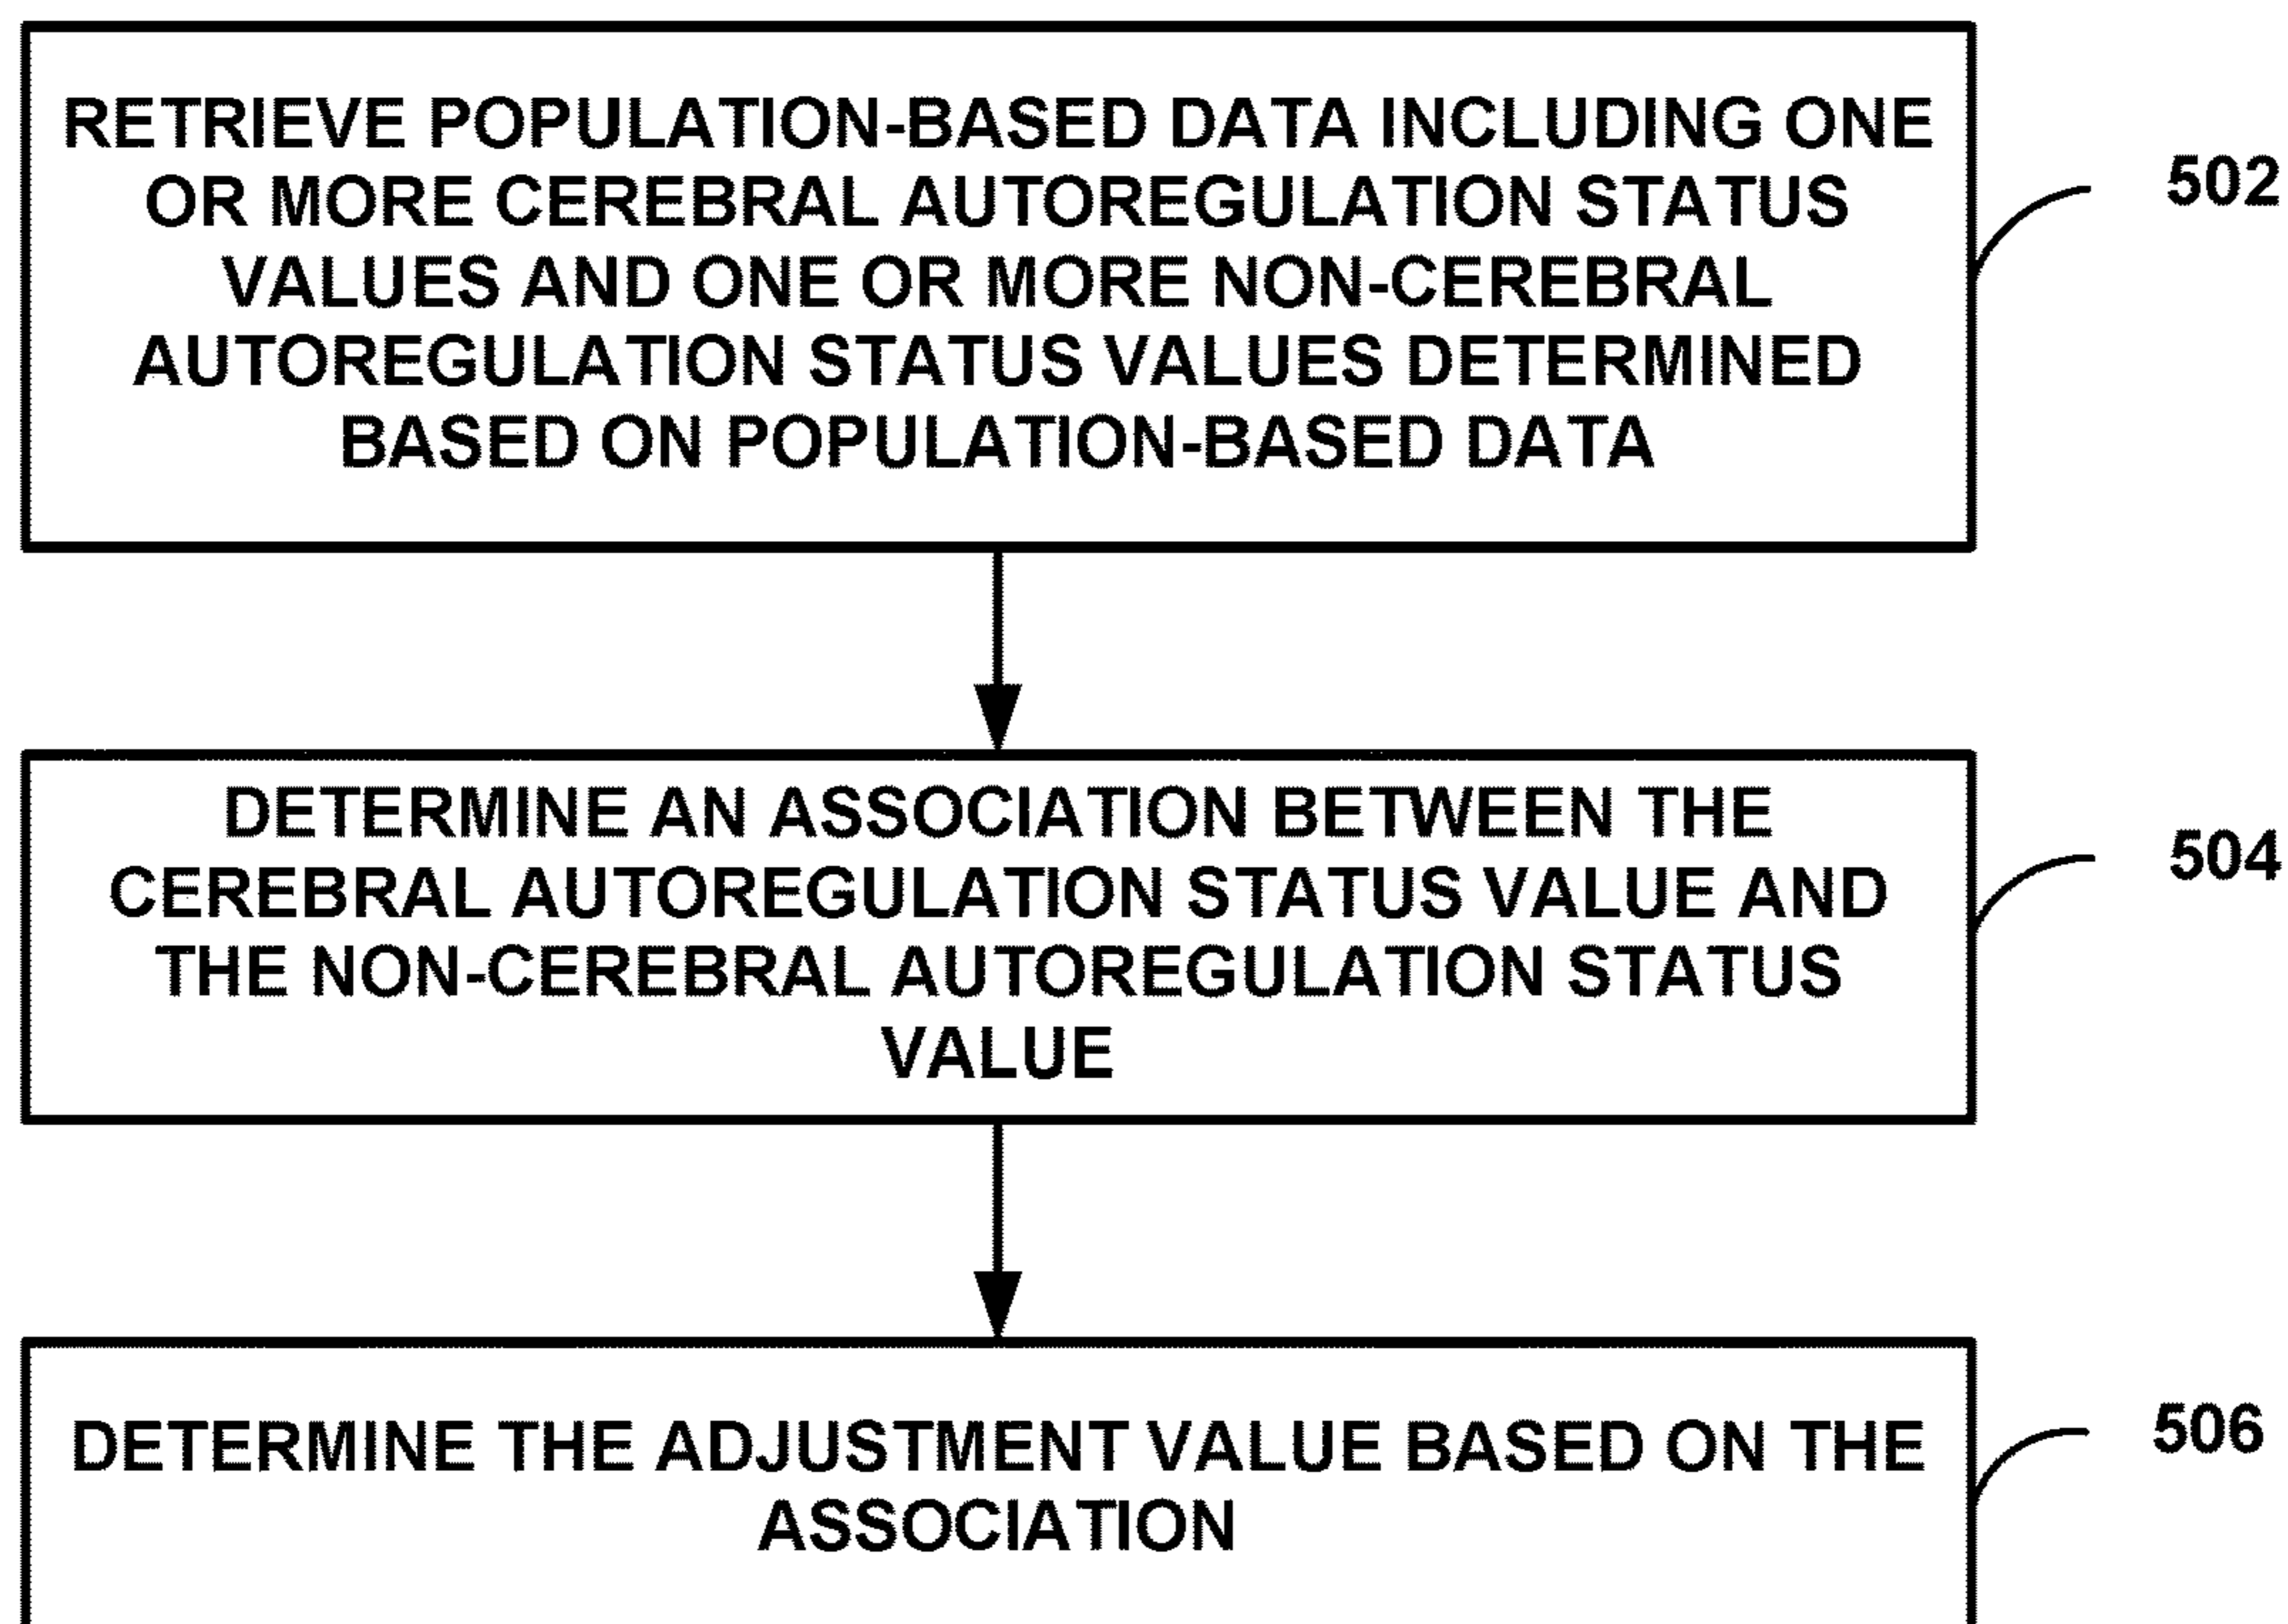 RETRIEVE POPULATION-BASED DATA INCLUDING ONE
OR MORE CEREBRAL AUTOREGULATION STATUS
VALUES AND ONE OR MORE NON-CEREBRAL
AUTOREGULATION STATUS VALUES DETERMINED
BASED ON POPULATION-BASED DATA
502
DETERMINE AN ASSOCIATION BETWEEN THE
CEREBRAL AUTOREGULATION STATUS VALUE AND
THE NON-CEREBRAL AUTOREGULATION STATUS
VALUE
504
DETERMINE THE ADJUSTMENT VALUE BASED ON THE
ASSOCIATION
506